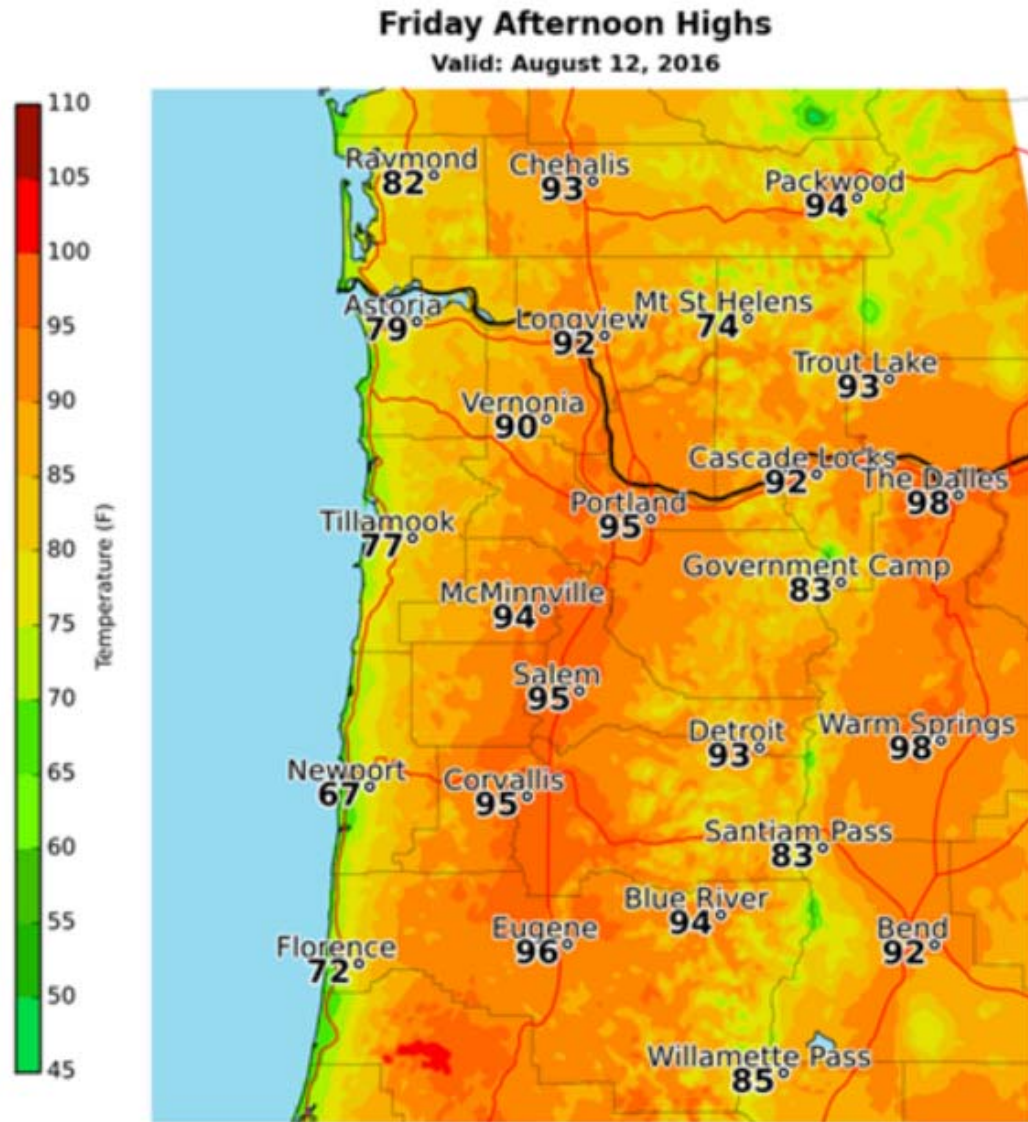 Friday Afternoon Highs
Valid: August 12, 2016
110
105
100
95
90
85
80
75
70
65
60
55
50
45
Temperature (F)
Raymond
82°
Chehalis
93°
Packwood
94°
Astoria
79°
Longview
92°
Mt St Helens
74°
Trout Lake
93°
Vernonia
90°
Cascade Locks
92°
The Dalles
98°
Portland
95°
Tillamook
77°
Government Camp
83°
McMinnville
94°
Salem
95°
Detroit
93°
Warm Springs
98°
Newport
67°
Corvallis
95°
Santiam Pass
83°
Blue River
94°
Eugene
96°
Bend
92°
Florence
72°
Willamette Pass
85°